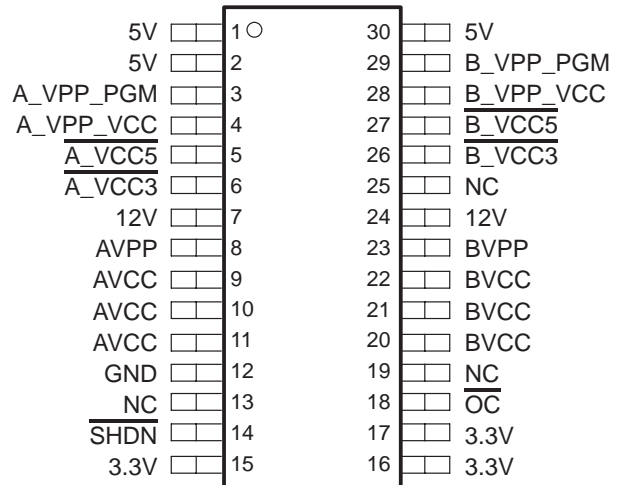 5V 1 30 5V
5V 2 29 B_VPP_PGM
A_VPP_PGM 3 28 B_VPP_VCC
A_VPP_VCC 4 27 B_VCC5
A_VCC5 5 26 B_VCC3
A_VCC3 6 25 NC
12V 7 24 12V
AVPP 8 23 BVPP
AVCC 9 22 BVCC
AVCC 10 21 BVCC
AVCC 11 20 BVCC
GND 12 19 NC
NC 13 18 OC
SHDN 14 17 3.3V
3.3V 15 16 3.3V